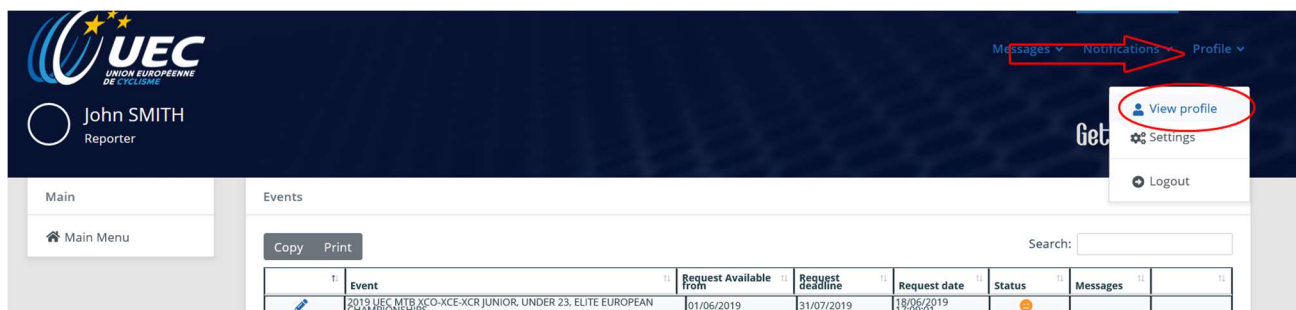 UEC
UNION EUROPÉENNE
DE CYCLISME
Messages Notifications Profile
John SMITH
Reporter
View profile
Get
Settings
Logout
Main
Events
Main Menu
Copy Print
Search:
Event Request Available from Request deadline Request date Status Messages
2019 UEC MTB XCO-XCE-XCR JUNIOR, UNDER 23, ELITE EUROPEAN
CHAMPIONSHIPS
01/06/2019 31/07/2019 18/06/2019